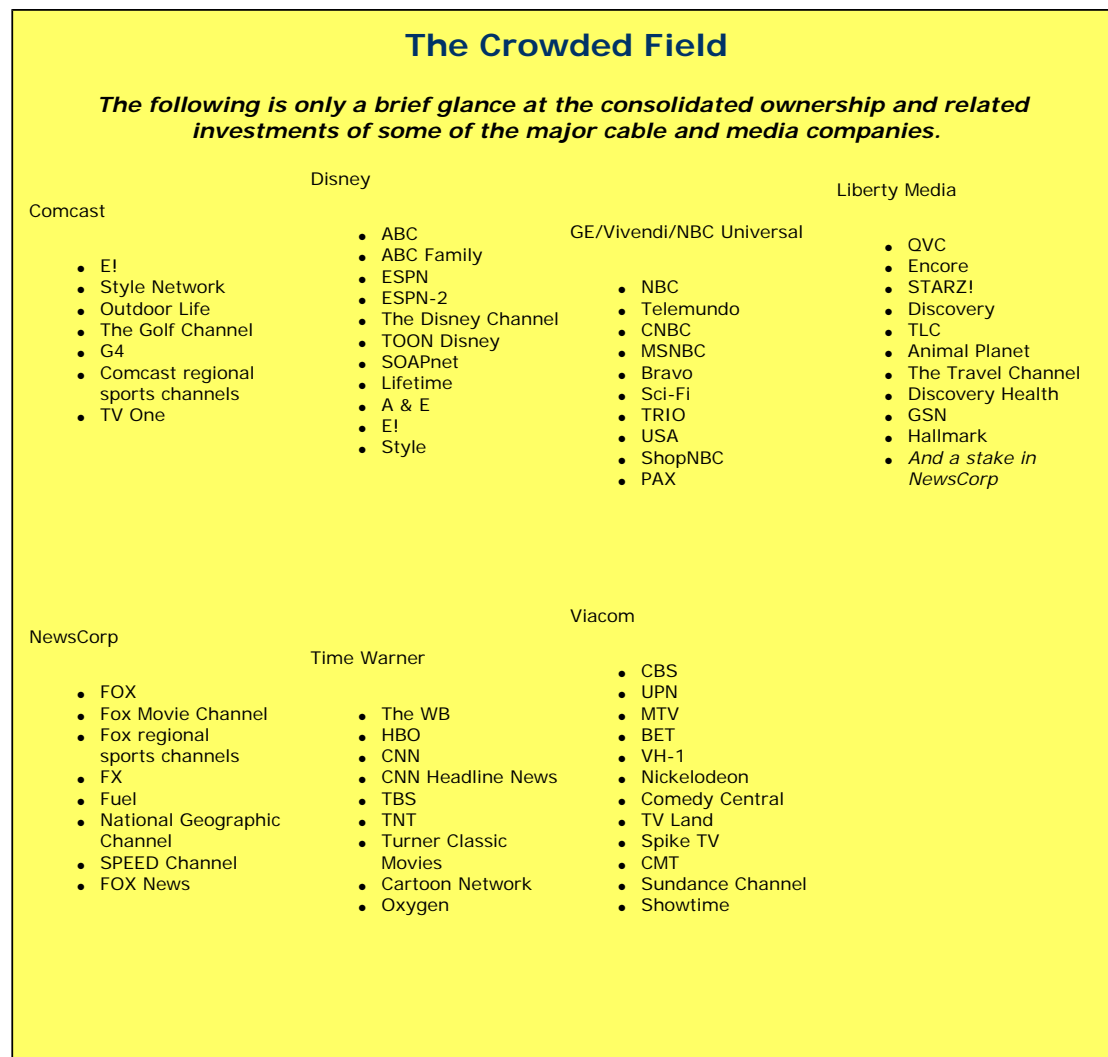 The Crowded Field
The following is only a brief glance at the consolidated ownership and related
investments of some of the major cable and media companies.
Comcast
• E!
• Style Network
• Outdoor Life
• The Golf Channel
• G4
• Comcast regional
sports channels
• TV One
Disney
• ABC
• ABC Family
• ESPN
• ESPN-2
• The Disney Channel
• TOON Disney
• SOAPnet
• Lifetime
• A & E
• E!
• Style
GE/Vivendi/NBC Universal
• NBC
• Telemundo
• CNBC
• MSNBC
• Bravo
• Sci-Fi
• TRIO
• USA
• ShopNBC
• PAX
Liberty Media
• QVC
• Encore
• STARZ!
• Discovery
• TLC
• Animal Planet
• The Travel Channel
• Discovery Health
• GSN
• Hallmark
• And a stake in
NewsCorp
NewsCorp
• FOX
• Fox Movie Channel
• Fox regional
sports channels
• FX
• Fuel
• National Geographic
Channel
• SPEED Channel
• FOX News
Time Warner
• The WB
• HBO
• CNN
• CNN Headline News
• TBS
• TNT
• Turner Classic
Movies
• Cartoon Network
• Oxygen
Viacom
• CBS
• UPN
• MTV
• BET
• VH-1
• Nickelodeon
• Comedy Central
• TV Land
• Spike TV
• CMT
• Sundance Channel
• Showtime